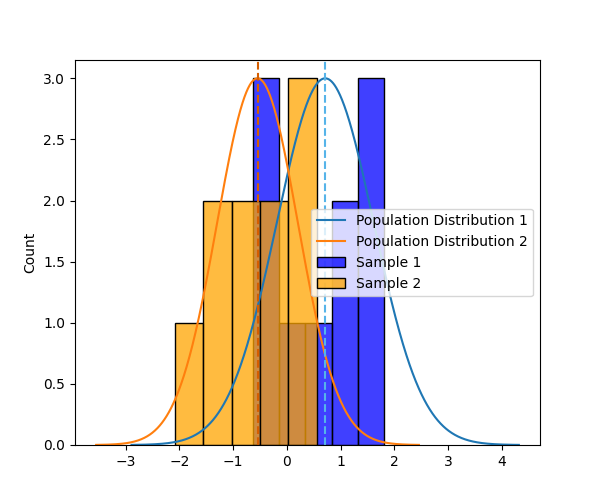 3.0
2.5
2.0
1.5
1.0
0.5
0.0
Count
Population Distribution 1
Population Distribution 2
Sample 1
Sample 2
−3 −2 −1 0 1 2 3 4